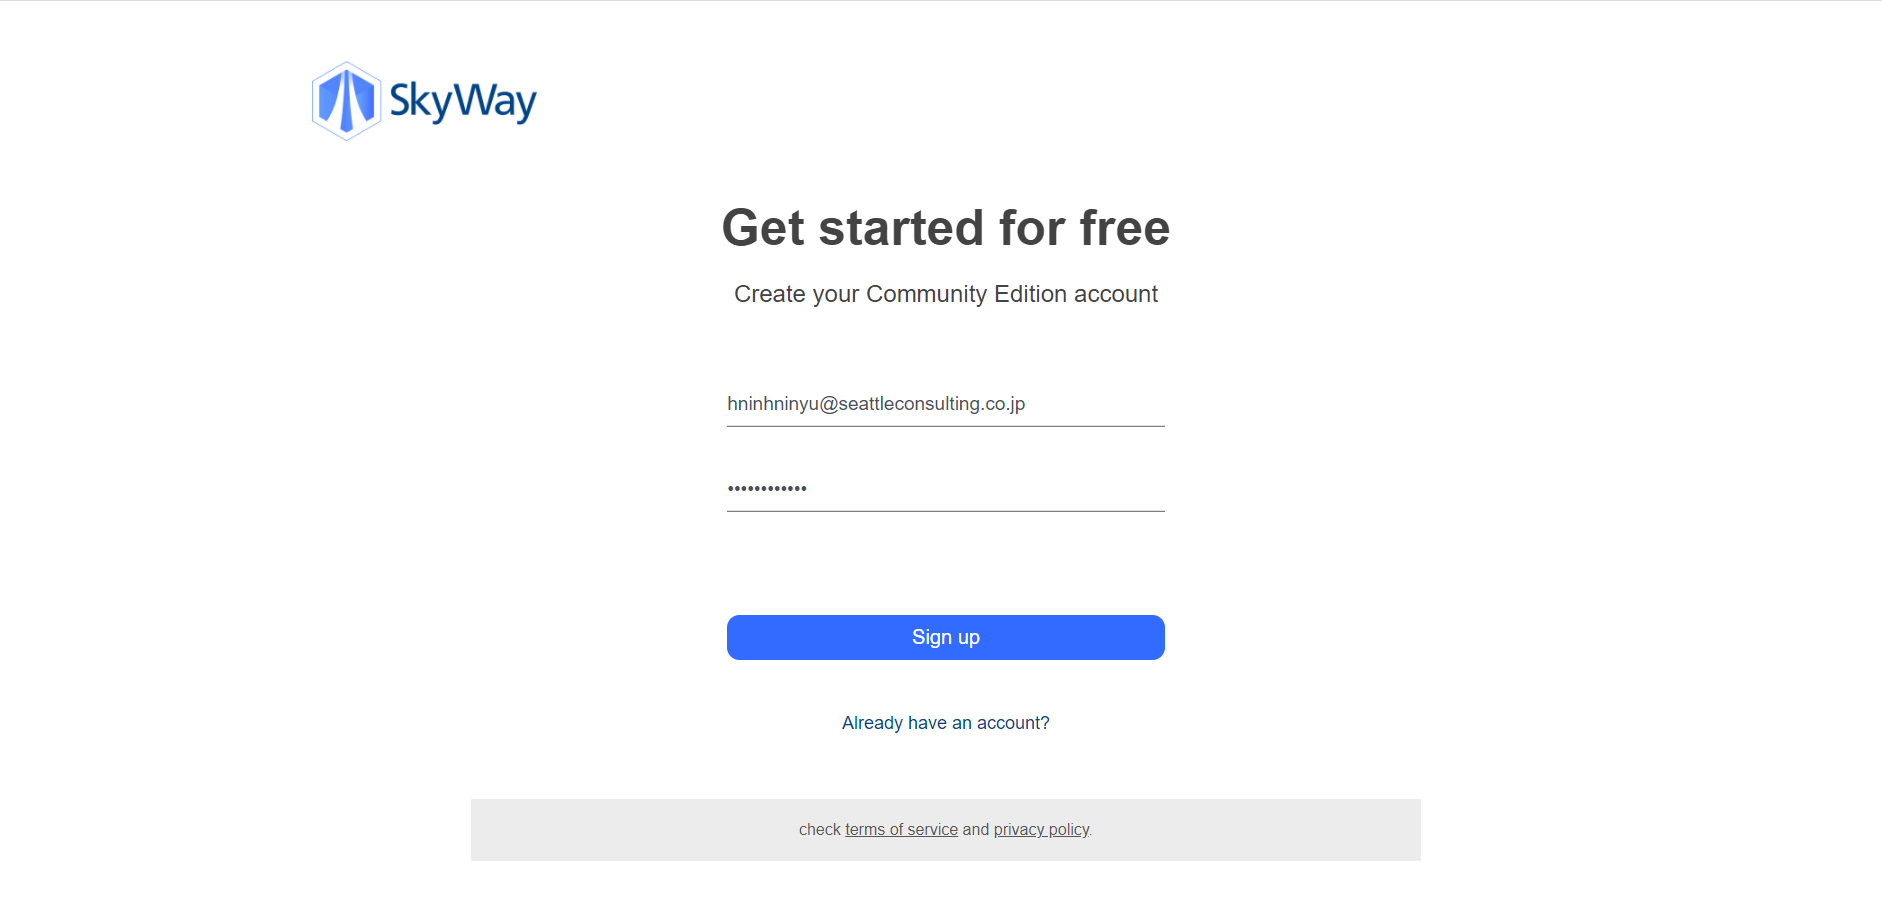 SkyWay
Get started for free
Create your Community Edition account
hninhninyu@seattleconsulting.co.jp
••••••••••••
Sign up
Already have an account?
check terms of service and privacy policy.